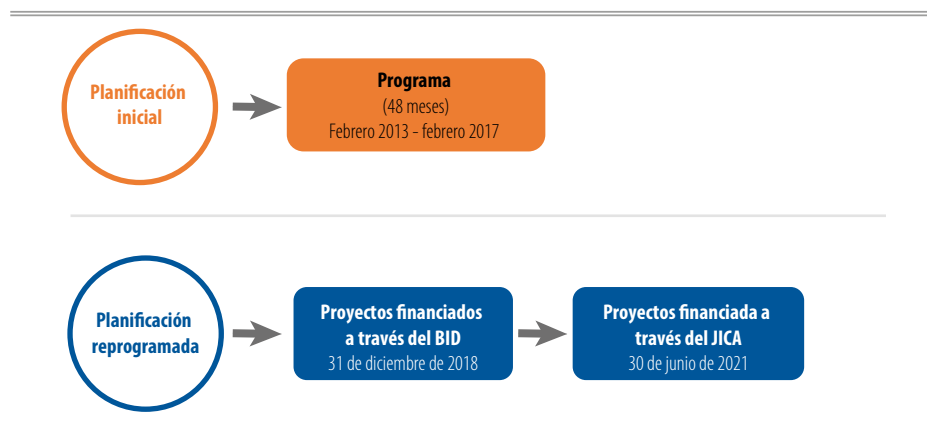 Planificación
inicial
Programa
(48 meses)
Febrero 2013 - febrero 2017
Planificación
reprogramada
Proyectos financiados
a través del BID
31 de diciembre de 2018
Proyectos financiada a
través del JICA
30 de junio de 2021